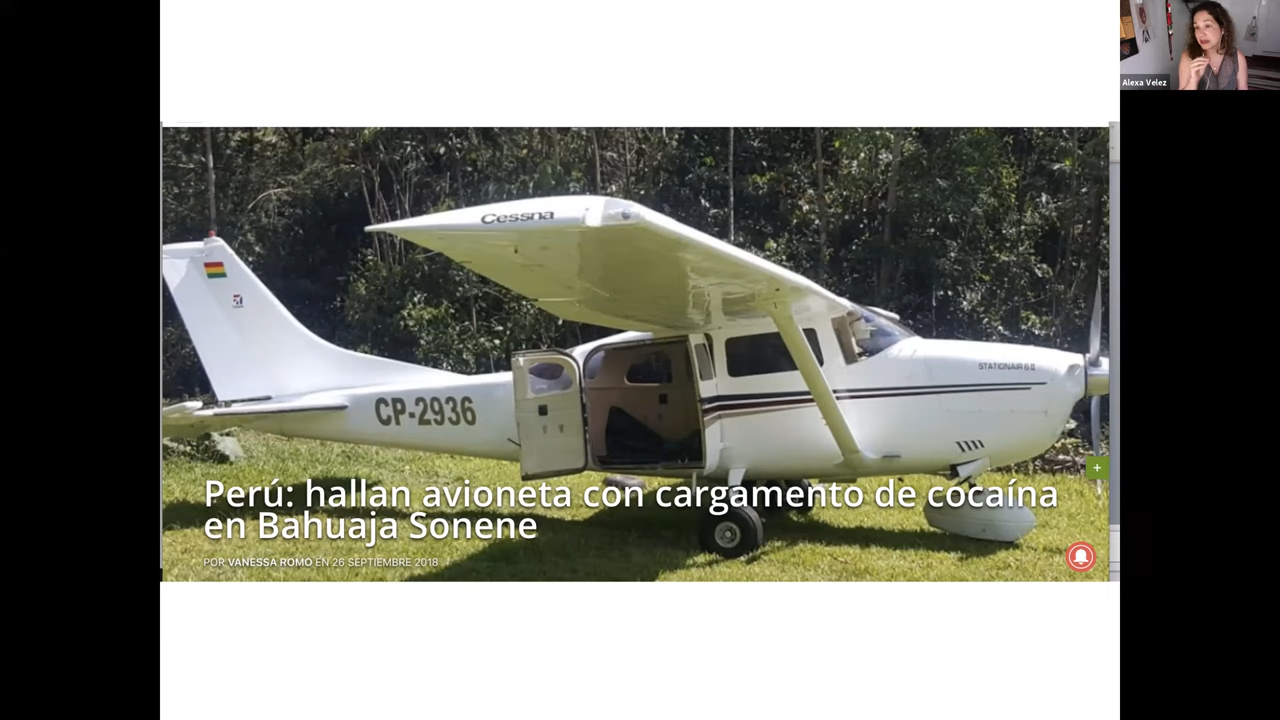 Alexa Velez
Cessna
STATIONAIR 6 II
CP-2936
Perú: hallan avioneta con cargamento de cocaína
en Bahuaja Sonene
POR VANESSA ROMO EN 26 SEPTIEMBRE 2018